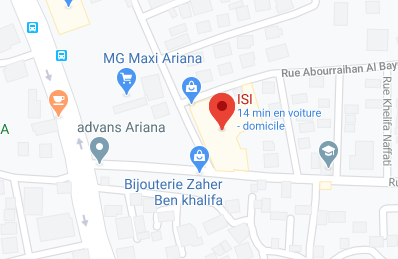 MG Maxi Ariana
Rue Abourraihan Al Bay
ISI
14 min en voiture
- domicile
A
advans Ariana
Rue Khelifa Naffati
Bijouterie Zaher
Ben khalifa